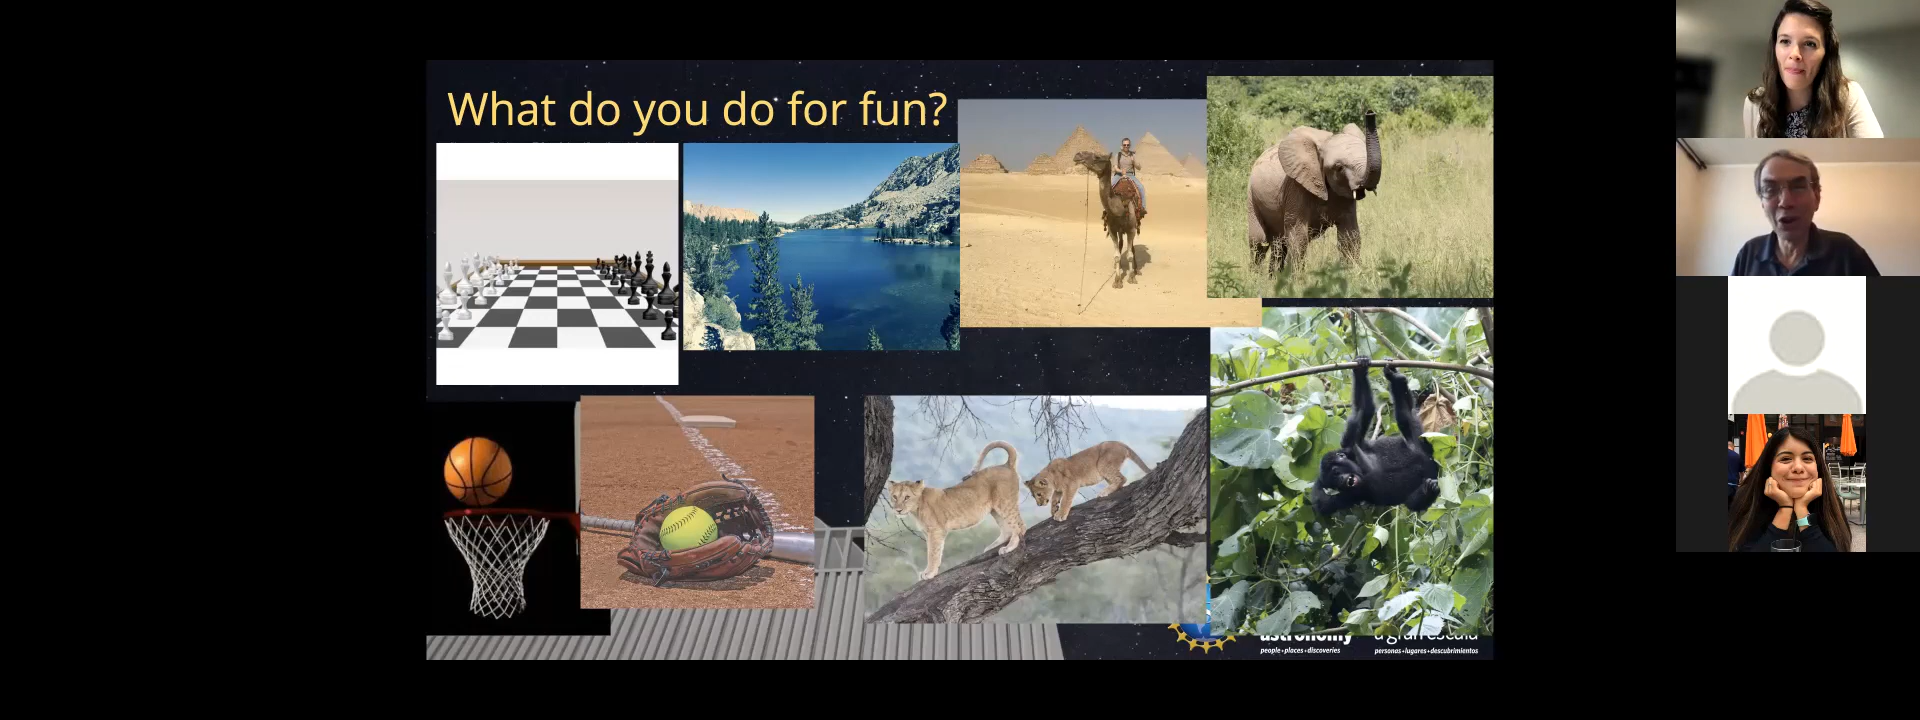 What do you do for fun?
astronomy
a gran escala
people•places•discoveries
personas•lugares•descubrimientos